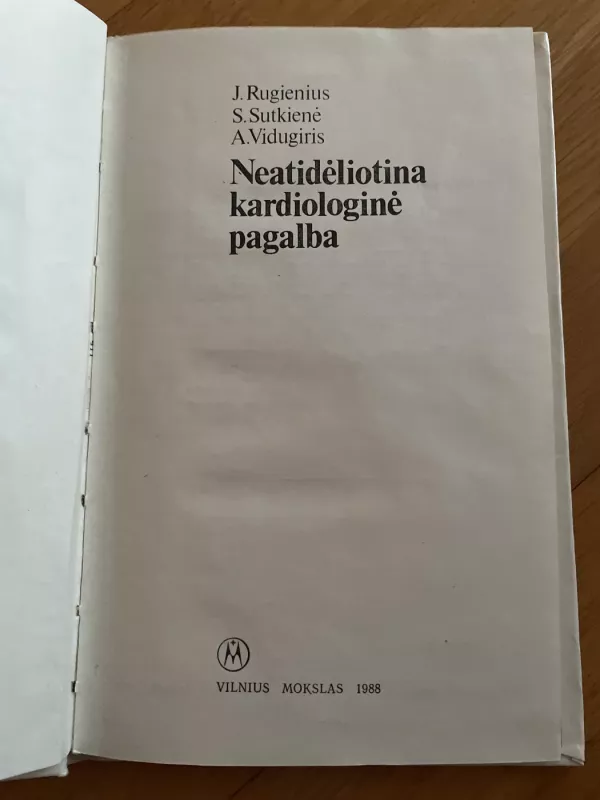 J. Rugienius
S. Sutkienė
A. Vidugiris
Neatidėliotina
kardiologinė
pagalba
M
VILNIUS MOKSLAS 1988